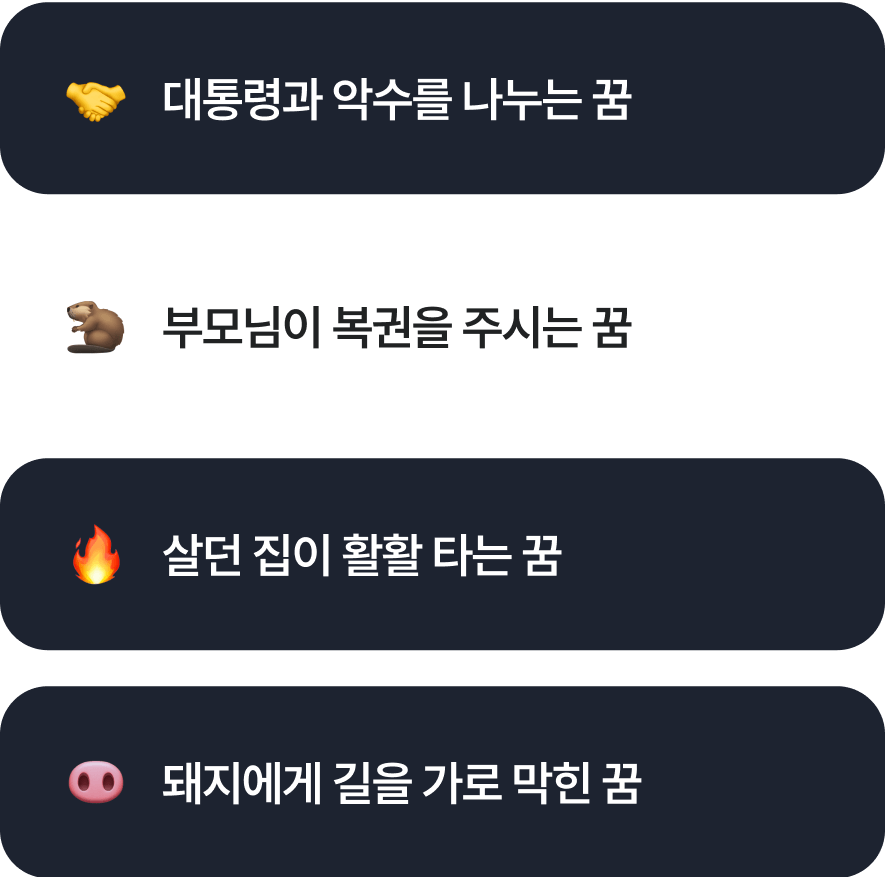 대통령과 악수를 나누는 꿈
부모님이 복권을 주시는 꿈
살던 집이 활활 타는 꿈
돼지에게 길을 가로 막힌 꿈